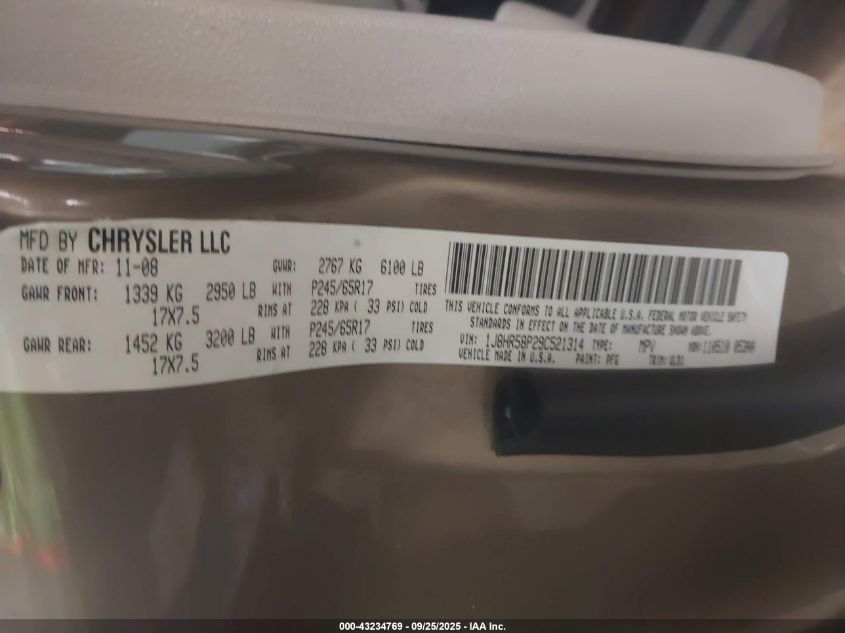 MFD BY CHRYSLER LLC
DATE OF MFR: 11-08 GVWR: 2767 KG 6100 LB
GAWR FRONT: 1339 KG 2950 LB WITH P245/65R17 TIRES
17X7.5 RIMS AT 228 KPA ( 33 PSI) COLD
GAWR REAR: 1452 KG 3200 LB WITH P245/65R17 TIRES
17X7.5 RIMS AT 228 KPA ( 33 PSI) COLD
THIS VEHICLE CONFORMS TO ALL APPLICABLE U.S.A. FEDERAL MOTOR VEHICLE SAFETY
STANDARDS IN EFFECT ON THE DATE OF MANUFACTURE SHOWN ABOVE.
VIN: 1J8HR58P29C521314 TYPE: MPV MDH: 110510 053AA
VEHICLE MADE IN U.S.A. PAINT: PFG TRIM:
000-43234769 - 09/25/2025 - IAA Inc.